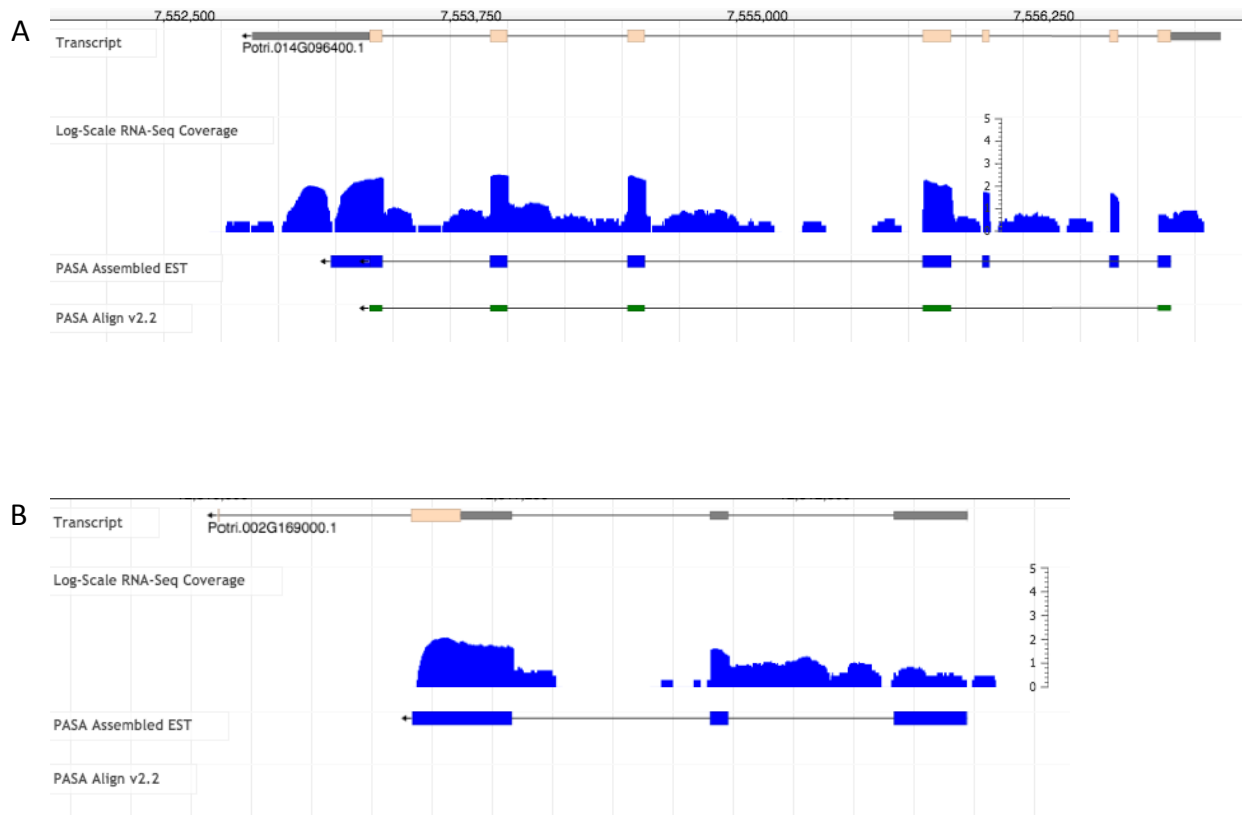 7,552,500 7,553,750 7,555,000 7,556,250
A
Transcript
Potri.014G096400.1
Log-Scale RNA-Seq Coverage
5
4
3
2
1
0
PASA Assembled EST
PASA Align v2.2
B
Transcript
Potri.002G169000.1
Log-Scale RNA-Seq Coverage
5
4
3
2
1
0
PASA Assembled EST
PASA Align v2.2